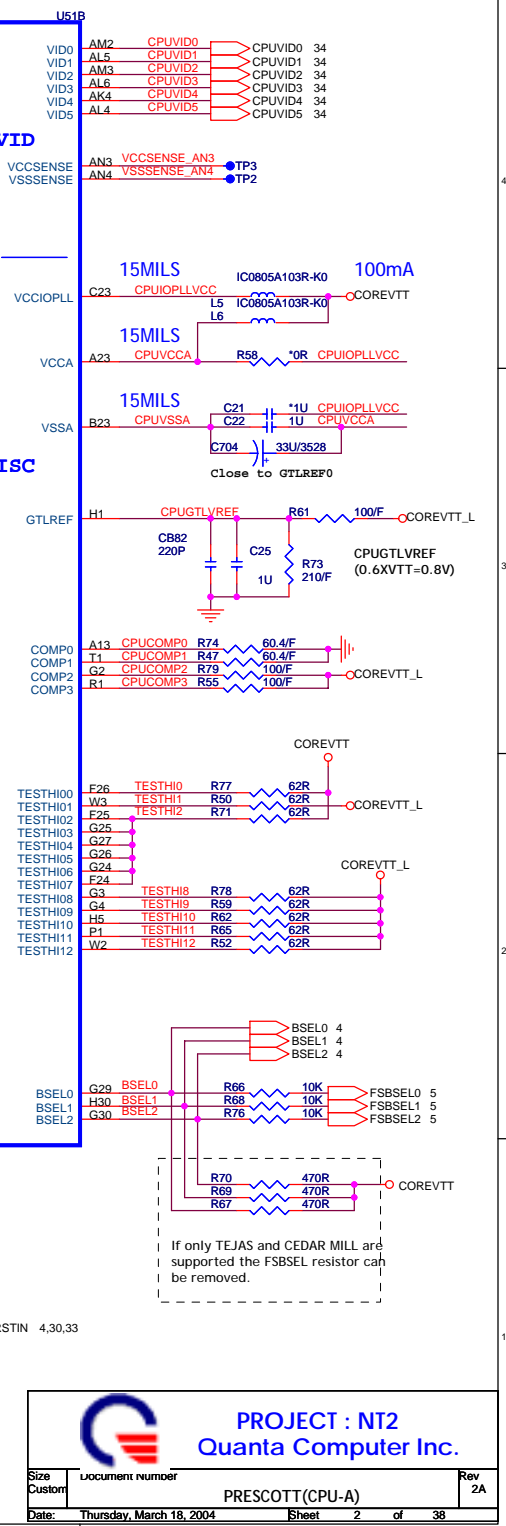 U51B
VID0 AM2 CPUVID0 CPUVID0 34
VID1 AL5 CPUVID1 CPUVID1 34
VID2 AM3 CPUVID2 CPUVID2 34
VID3 AL6 CPUVID3 CPUVID3 34
VID4 AK4 CPUVID4 CPUVID4 34
VID5 AL4 CPUVID5 CPUVID5 34
VID
VCCSENSE AN3 VCCSENSE_AN3 TP3
VSSSENSE AN4 VSSSENSE_AN4 TP2
4
15MILS 100mA
IC0805A103R-K0
VCCIOPLL C23 CPUIOPLLVCC COREVTT
L5 IC0805A103R-K0
L6
15MILS
VCCA A23 CPUVCCA R58 *0R CPUIOPLLVCC
15MILS
C21 *1U CPUIOPLLVCC
VSSA B23 CPUVSSA C22 1U CPUVCCA
C704 33U/3528
Close to GTLREF0
ISC
GTLREF H1 CPUGTLVREF R61 100/F COREVTT_L
CB82
220P
C25
1U
R73
210/F
CPUGTLVREF
(0.6XVTT=0.8V)
3
COMP0 A13 CPUCOMP0 R74 60.4/F
COMP1 T1 CPUCOMP1 R47 60.4/F
COMP2 G2 CPUCOMP2 R79 100/F COREVTT_L
COMP3 R1 CPUCOMP3 R55 100/F
COREVTT
TESTHI00 F26 TESTHI0 R77 62R
TESTHI01 W3 TESTHI1 R50 62R COREVTT_L
TESTHI02 F25 TESTHI2 R71 62R
TESTHI03 G25
TESTHI04 G27
TESTHI05 G26
TESTHI06 G24
TESTHI07 F24
COREVTT_L
TESTHI08 G3 TESTHI8 R78 62R
TESTHI09 G4 TESTHI9 R59 62R
TESTHI10 H5 TESTHI10 R62 62R
TESTHI11 P1 TESTHI11 R65 62R
TESTHI12 W2 TESTHI12 R52 62R
2
BSEL0 4
BSEL1 4
BSEL2 4
BSEL0 G29 BSEL0 R66 10K FSBSEL0 5
BSEL1 H30 BSEL1 R68 10K FSBSEL1 5
BSEL2 G30 BSEL2 R76 10K FSBSEL2 5
R70 470R COREVTT
R69 470R
R67 470R
If only TEJAS and CEDAR MILL are
supported the FSBSEL resistor can
be removed.
STIN 4,30,33
1
PROJECT : NT2
Quanta Computer Inc.
Size Document Number Rev
Custom PRESCOTT(CPU-A) 2A
Date: Thursday, March 18, 2004 Sheet 2 of 38